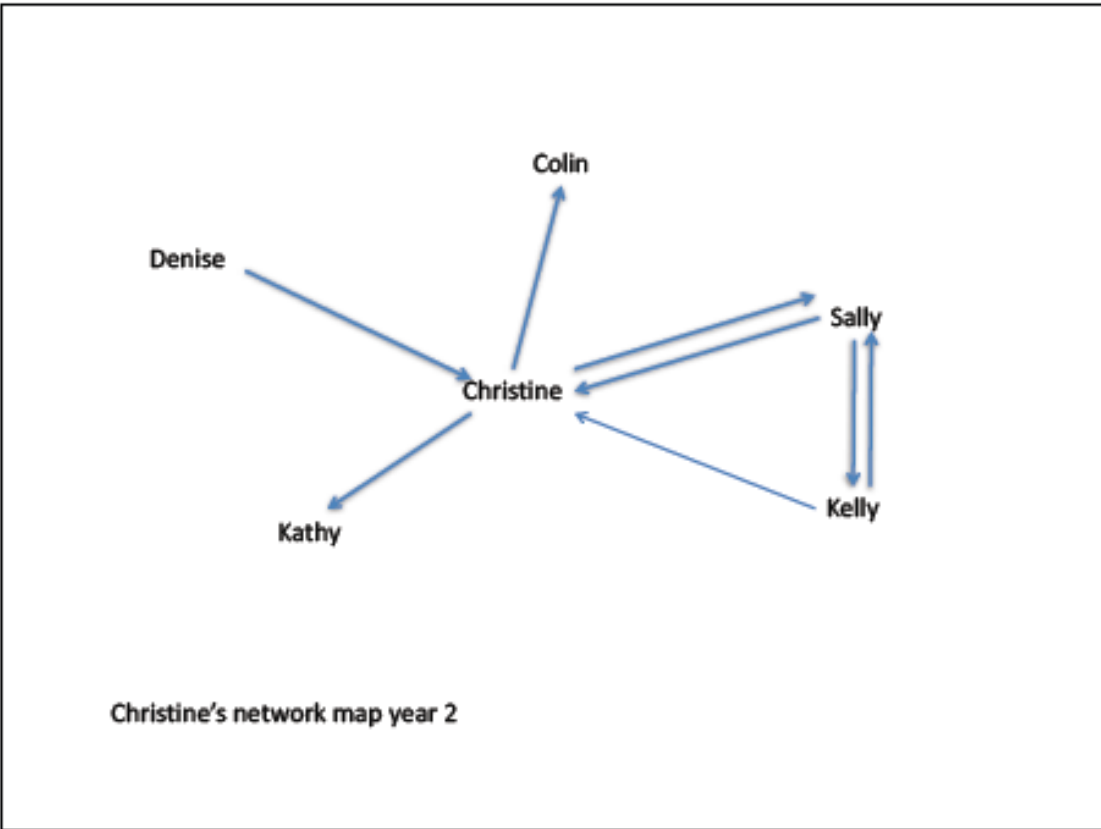 Colin
Denise
Sally
Christine
Kelly
Kathy
Christine’s network map year 2